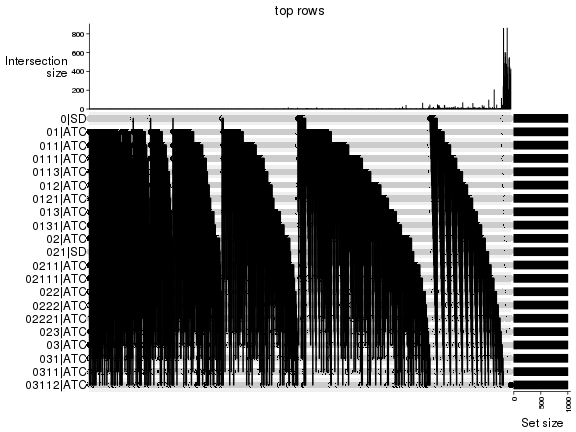 top rows
800
600
400
200
0
Intersection
size
0|SD
01|ATC
011|ATC
0111|ATC
0113|ATC
012|ATC
0121|ATC
013|ATC
0131|ATC
02|ATC
021|SD
0211|ATC
02111|ATC
022|ATC
0222|ATC
02221|ATC
023|ATC
03|ATC
031|ATC
0311|ATC
03112|ATC
0
500
1000
Set size